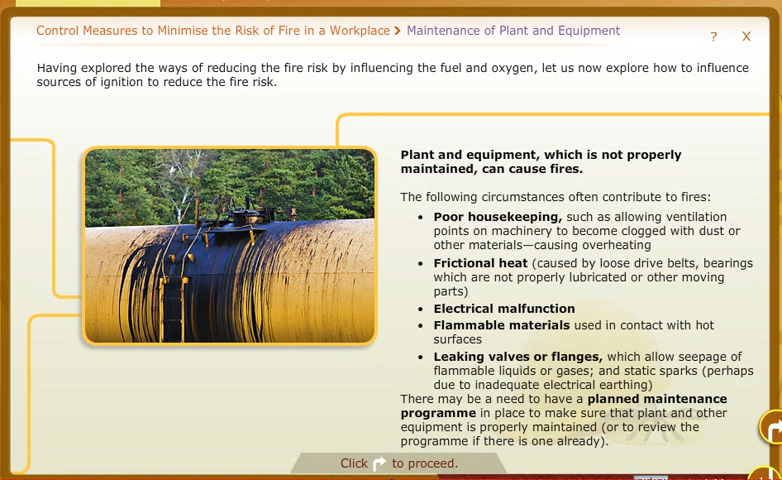 Control Measures to Minimise the Risk of Fire in a Workplace > Maintenance of Plant and Equipment
? X
Having explored the ways of reducing the fire risk by influencing the fuel and oxygen, let us now explore how to influence
sources of ignition to reduce the fire risk.
Plant and equipment, which is not properly
maintained, can cause fires.
The following circumstances often contribute to fires:
• Poor housekeeping, such as allowing ventilation
points on machinery to become clogged with dust or
other materials—causing overheating
• Frictional heat (caused by loose drive belts, bearings
which are not properly lubricated or other moving
parts)
• Electrical malfunction
• Flammable materials used in contact with hot
surfaces
• Leaking valves or flanges, which allow seepage of
flammable liquids or gases; and static sparks (perhaps
due to inadequate electrical earthing)
There may be a need to have a planned maintenance
programme in place to make sure that plant and other
equipment is properly maintained (or to review the
programme if there is one already).
Click to proceed.